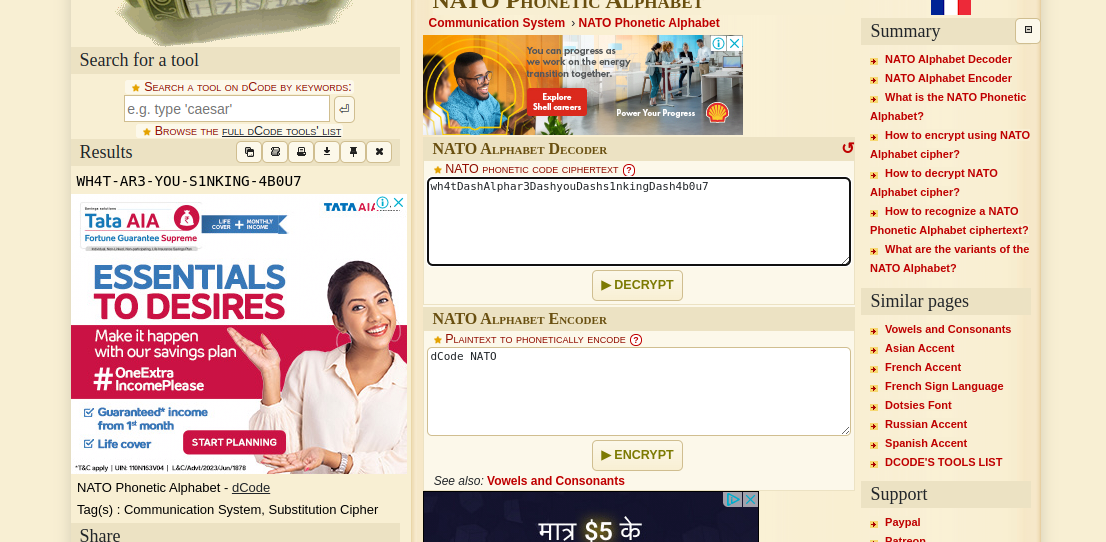 NATO Phonetic Alphabet
Communication System › NATO Phonetic Alphabet
Search for a tool
★ Search a tool on dCode by keywords:
e.g. type 'caesar'
★ Browse the full dCode tools' list
Results
WH4T-AR3-YOU-S1NKING-4B0U7
Tata AIA
Fortune Guarantee Supreme
LIFE COVER + MONTHLY INCOME
TATA AIA
ESSENTIALS
TO DESIRES
Make it happen
with our savings plan
#OneExtra
IncomePlease
Guaranteed* income
from 1st month
Life cover
START PLANNING
*T&C apply | UIN: 110N163V04 | L&C/Advt/2023/Jun/1878
NATO Phonetic Alphabet - dCode
Tag(s) : Communication System, Substitution Cipher
Share
You can progress as
we work on the energy
transition together.
Explore
Shell careers
Power Your Progress
NATO Alphabet Decoder
★ NATO phonetic code ciphertext ?
wh4tDashAlphar3DashyouDashs1nkingDash4b0u7
▶ DECRYPT
NATO Alphabet Encoder
★ Plaintext to phonetically encode ?
dCode NATO
▶ ENCRYPT
See also: Vowels and Consonants
मात्र $5 के
Summary
NATO Alphabet Decoder
NATO Alphabet Encoder
What is the NATO Phonetic
Alphabet?
How to encrypt using NATO
Alphabet cipher?
How to decrypt NATO
Alphabet cipher?
How to recognize a NATO
Phonetic Alphabet ciphertext?
What are the variants of the
NATO Alphabet?
Similar pages
Vowels and Consonants
Asian Accent
French Accent
French Sign Language
Dotsies Font
Russian Accent
Spanish Accent
DCODE'S TOOLS LIST
Support
Paypal
Patreon